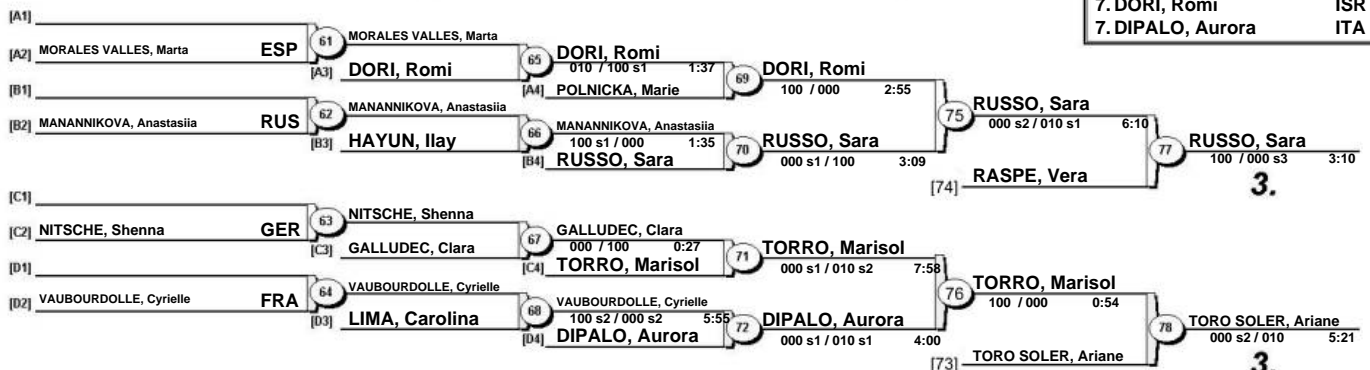 7. DORI, Romi ISR
7. DIPALO, Aurora ITA
[A1]
[A2] MORALES VALLES, Marta ESP
61
MORALES VALLES, Marta
[A3] DORI, Romi
65
DORI, Romi
010 / 100 s1 1:37
[A4] POLNICKA, Marie
69
DORI, Romi
100 / 000 2:55
[B1]
[B2] MANANNIKOVA, Anastasiia RUS
62
MANANNIKOVA, Anastasiia
[B3] HAYUN, Ilay
66
MANANNIKOVA, Anastasiia
100 s1 / 000 1:35
[B4] RUSSO, Sara
70
RUSSO, Sara
000 s1 / 100 3:09
75
RUSSO, Sara
000 s2 / 010 s1 6:10
[74] RASPE, Vera
77
RUSSO, Sara
100 / 000 s3 3:10
3.
[C1]
[C2] NITSCHE, Shenna GER
63
NITSCHE, Shenna
[C3] GALLUDEC, Clara
67
GALLUDEC, Clara
000 / 100 0:27
[C4] TORRO, Marisol
71
TORRO, Marisol
000 s1 / 010 s2 7:58
[D1]
[D2] VAUBOURDOLLE, Cyrielle FRA
64
VAUBOURDOLLE, Cyrielle
[D3] LIMA, Carolina
68
VAUBOURDOLLE, Cyrielle
100 s2 / 000 s2 5:55
[D4] DIPALO, Aurora
72
DIPALO, Aurora
000 s1 / 010 s1 4:00
76
TORRO, Marisol
100 / 000 0:54
[73] TORO SOLER, Ariane
78
TORO SOLER, Ariane
000 s2 / 010 5:21
3.